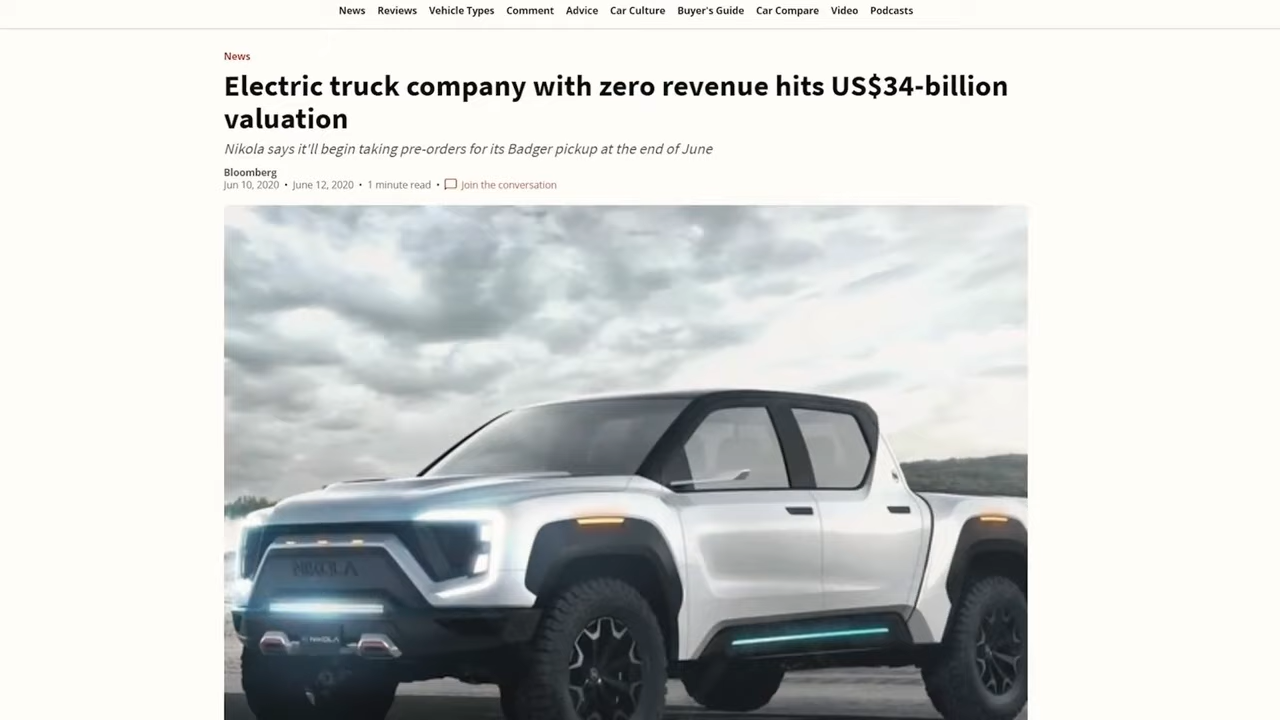 News Reviews Vehicle Types Comment Advice Car Culture Buyer's Guide Car Compare Video Podcasts
News
Electric truck company with zero revenue hits US$34-billion
valuation
Nikola says it'll begin taking pre-orders for its Badger pickup at the end of June
Bloomberg
Jun 10, 2020 • June 12, 2020 • 1 minute read • Join the conversation
NIKOLA
NIKOLA